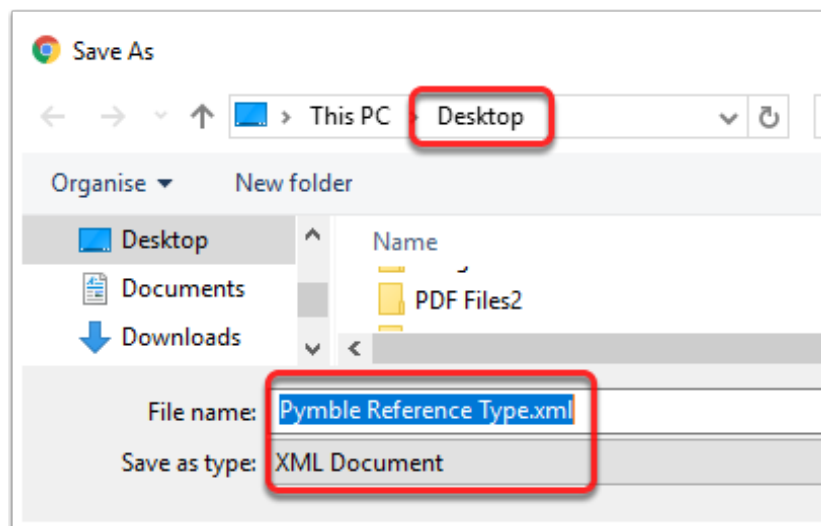 Save As
This PC Desktop
Organise New folder
Desktop
Documents
Downloads
Name
PDF Files2
File name: Pymble Reference Type.xml
Save as type: XML Document